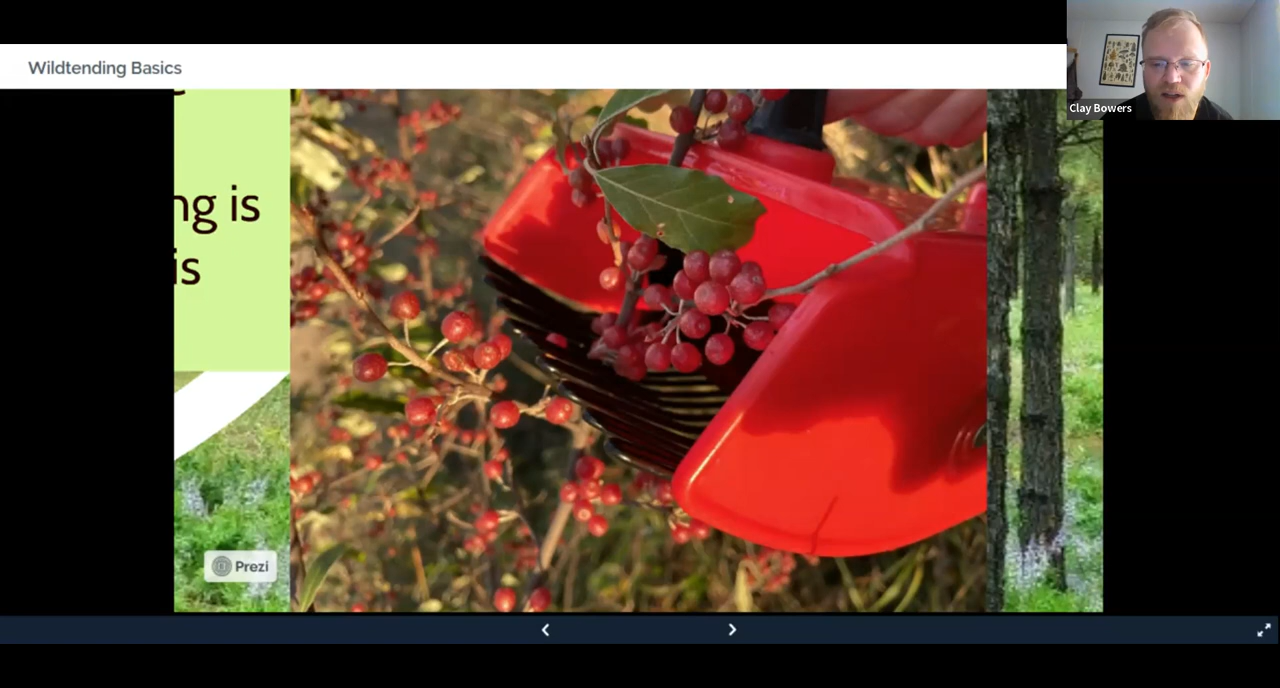 Wildtending Basics
Clay Bowers
ng is
is
Prezi